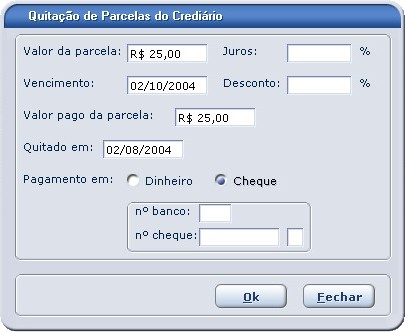 Quitação de Parcelas do Crediário
Valor da parcela: R$ 25,00 Juros: %
Vencimento: 02/10/2004 Desconto: %
Valor pago da parcela: R$ 25,00
Quitado em: 02/08/2004
Pagamento em: Dinheiro Cheque
nº banco:
nº cheque:
Ok Fechar